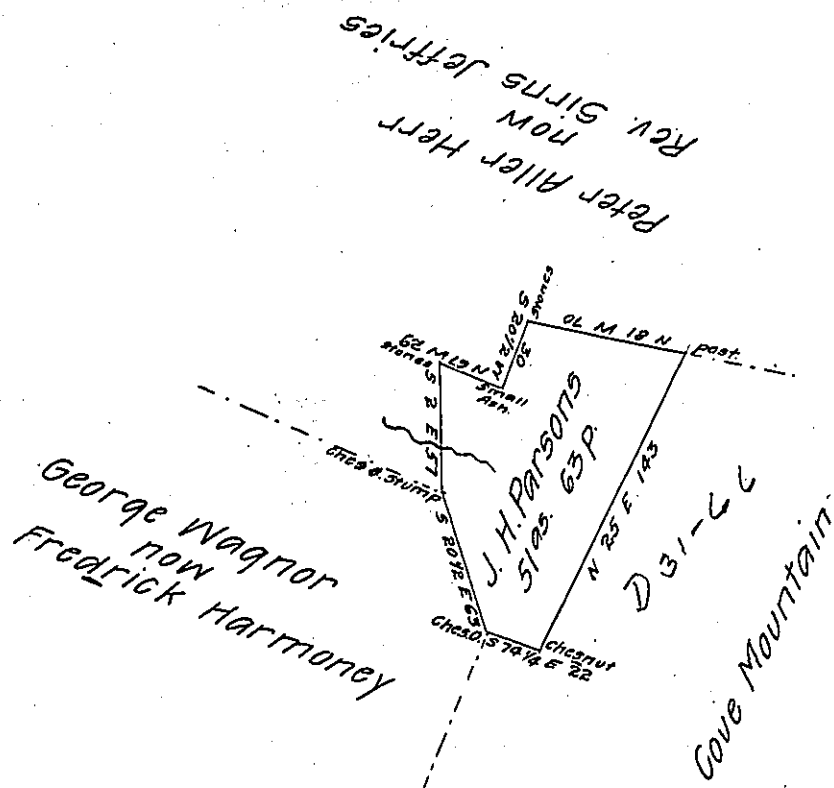 Rev. Sirns Jeffries
now
Peter Aller Herr
stones
S 20 1/2 W
30
N 81 W 70
post.
N 67 W 29
stones
small
Ash.
S 2 E 57
J. H. Parsons
51 as. 63 p.
N 25 E 143
D 31-66
Stump
S 20 1/2 E 63
George Wagnor
now
Fredrick Harmoney
Ches.O.
S 74 1/4 E 22
chesnut
Cove Mountain